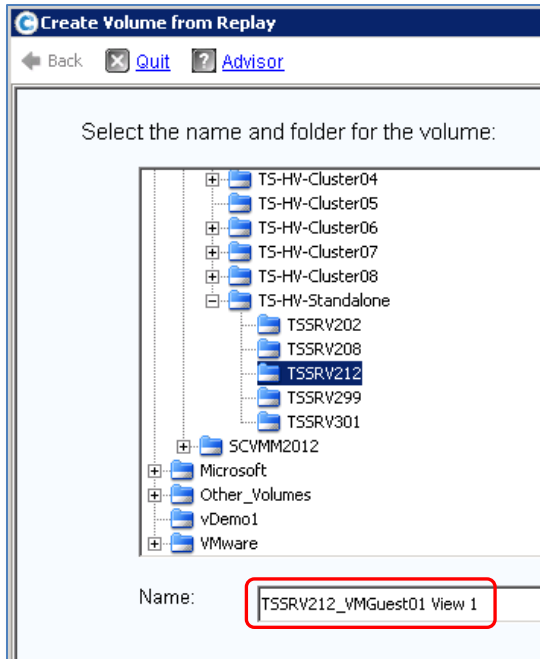 Create Volume from Replay
Back Quit ? Advisor
Select the name and folder for the volume:
TS-HV-Cluster04
TS-HV-Cluster05
TS-HV-Cluster06
TS-HV-Cluster07
TS-HV-Cluster08
TS-HV-Standalone
TSSRV202
TSSRV208
TSSRV212
TSSRV299
TSSRV301
SCVMM2012
Microsoft
Other_Volumes
vDemo1
VMware
Name: TSSRV212_VMGuest01 View 1